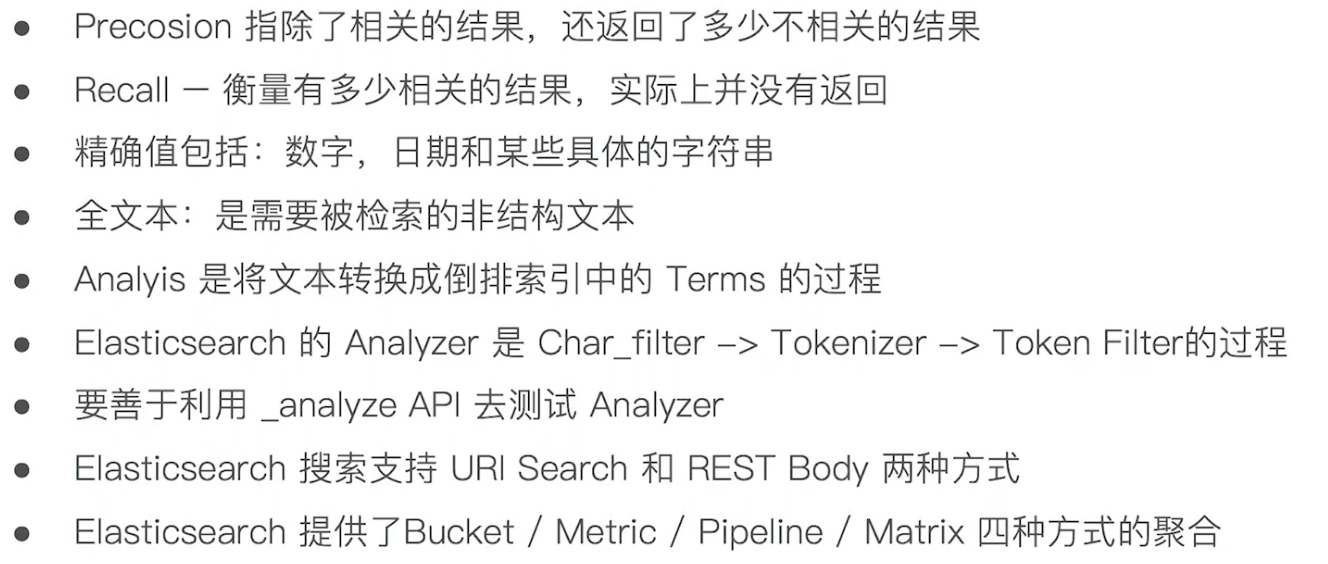 • Precosion 指除了相关的结果，还返回了多少不相关的结果
• Recall — 衡量有多少相关的结果，实际上并没有返回
• 精确值包括：数字，日期和某些具体的字符串
• 全文本：是需要被检索的非结构文本
• Analyis 是将文本转换成倒排索引中的 Terms 的过程
• Elasticsearch 的 Analyzer 是 Char_filter –> Tokenizer –> Token Filter的过程
• 要善于利用 _analyze API 去测试 Analyzer
• Elasticsearch 搜索支持 URI Search 和 REST Body 两种方式
• Elasticsearch 提供了Bucket / Metric / Pipeline / Matrix 四种方式的聚合